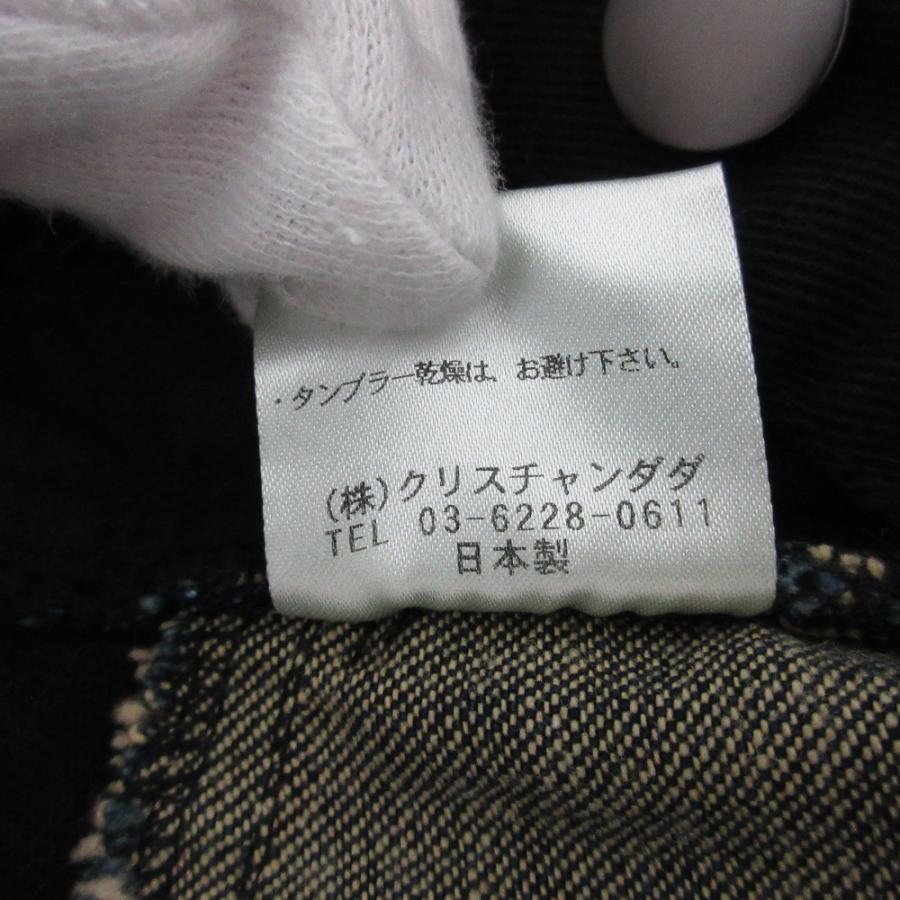 ・タンブラー乾燥は、お避け下さい。
(株)クリスチャンダダ
TEL 03-6228-0611
日本製